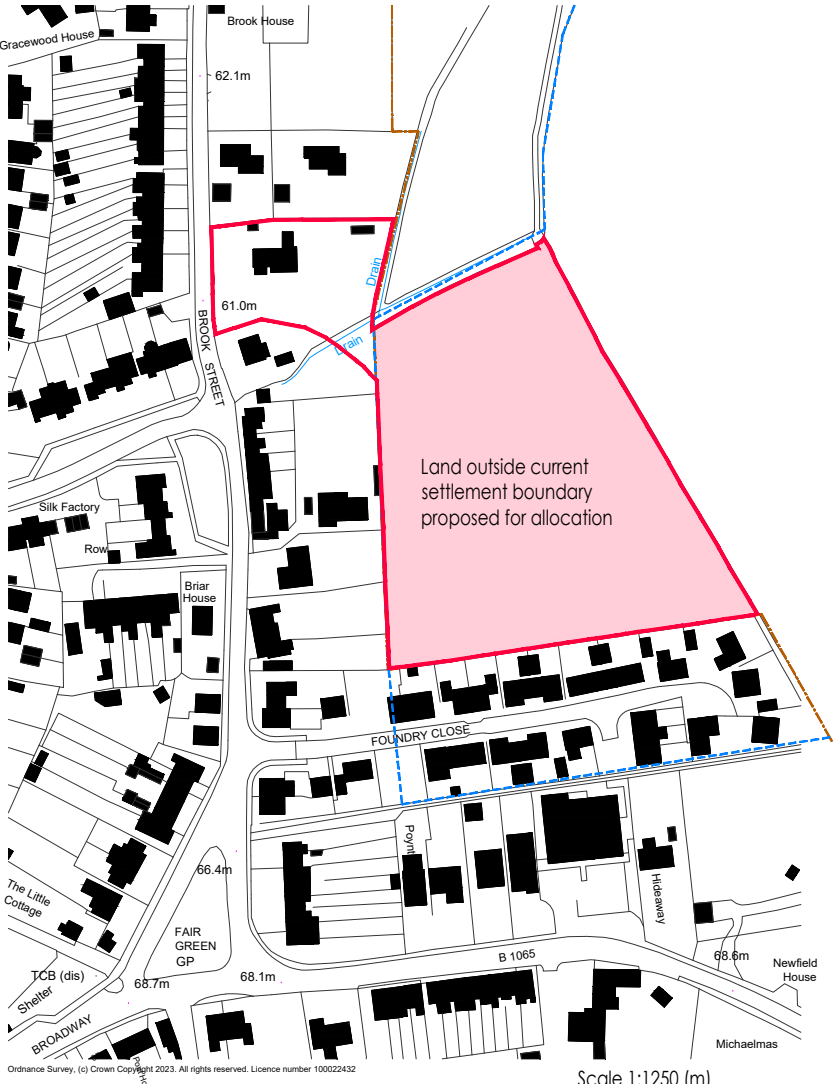 Brook House
Gracewood House
62.1m
Drain
61.0m
BROOK STREET
Drain
Land outside current
settlement boundary
proposed for allocation
Silk Factory
Row
Briar
House
FOUNDRY CLOSE
66.4m
The Little
Cottage
Hideaway
FAIR
GREEN
GP
B 1065
68.6m
Newfield
House
TCB (dis)
Shelter
68.7m
68.1m
BROADWAY
Michaelmas
Ordnance Survey, (c) Crown Copyright 2023. All rights reserved. Licence number 100022432
Scale 1:1250 (m)